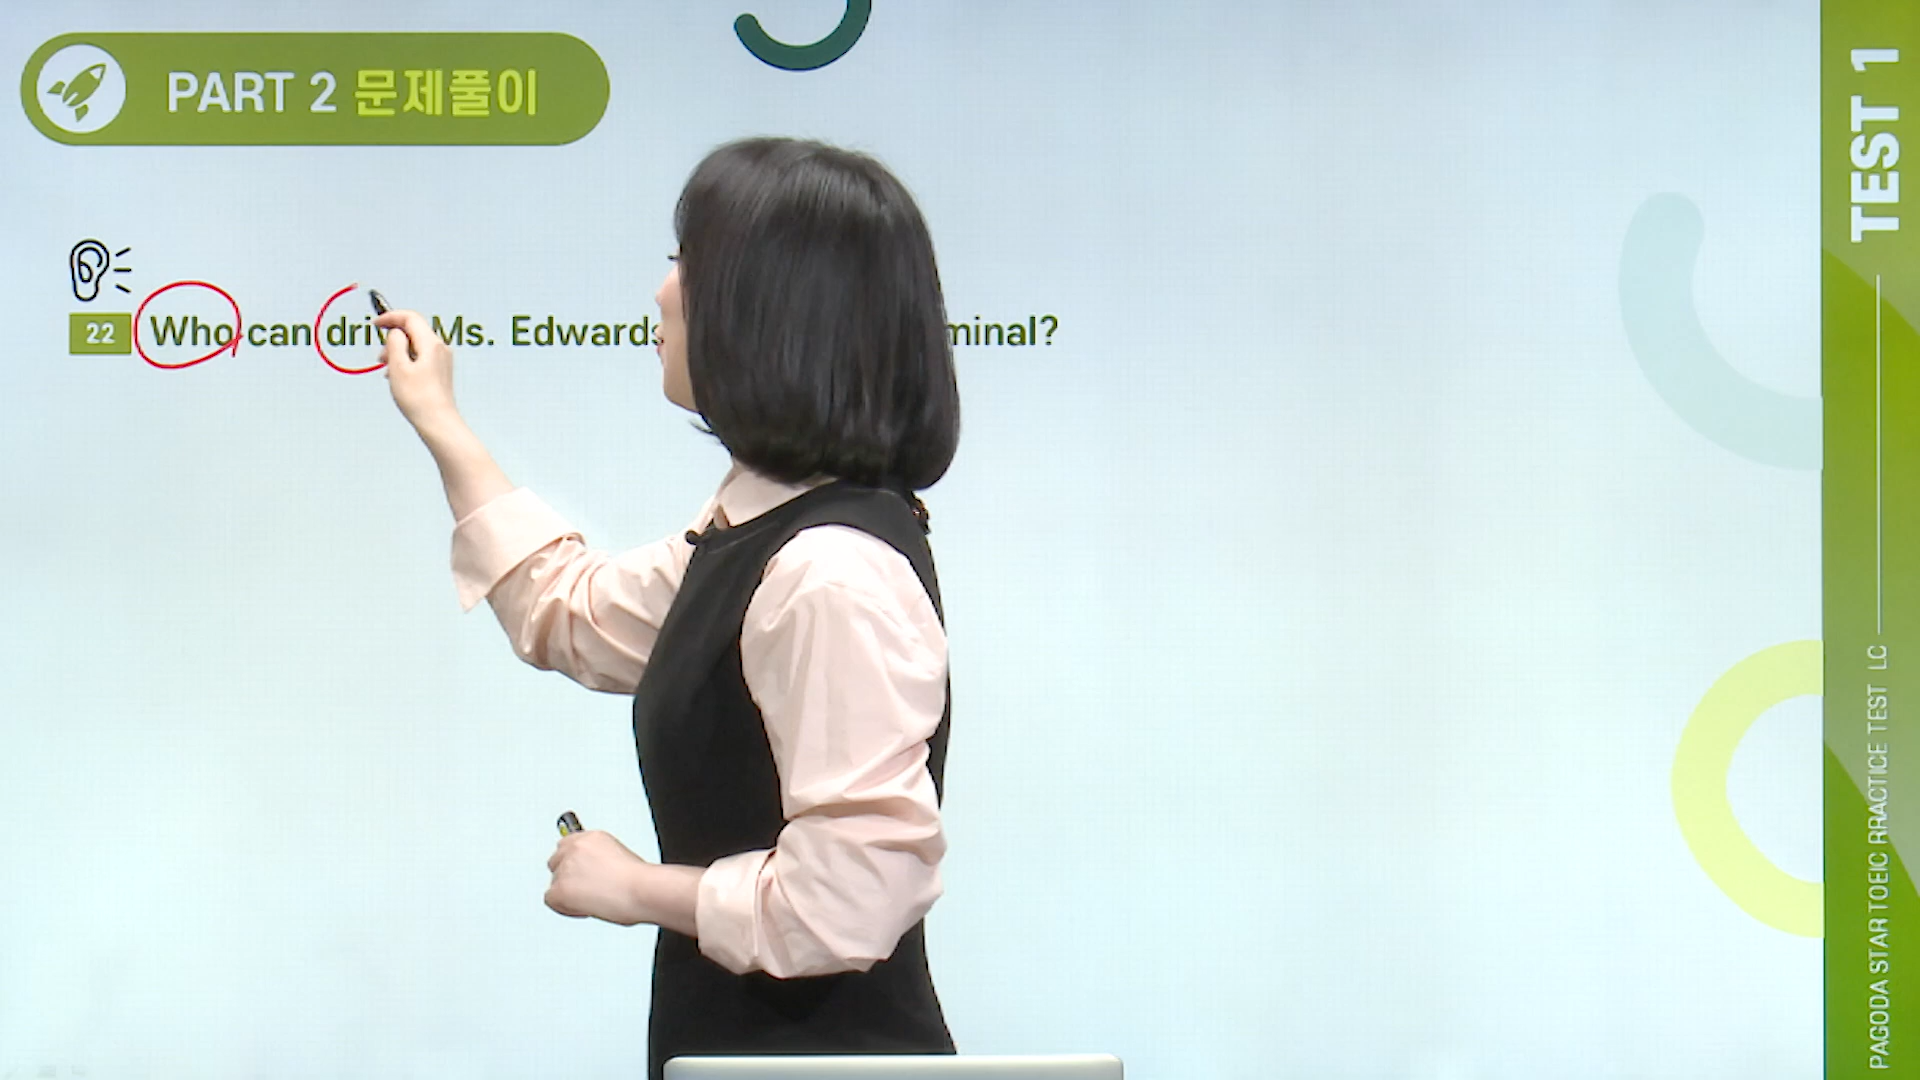 PART 2 문제풀이
22 Who can Ms. Edwards minal?
TEST 1
PAGODA STAR TOEIC RRACTICE TEST LC